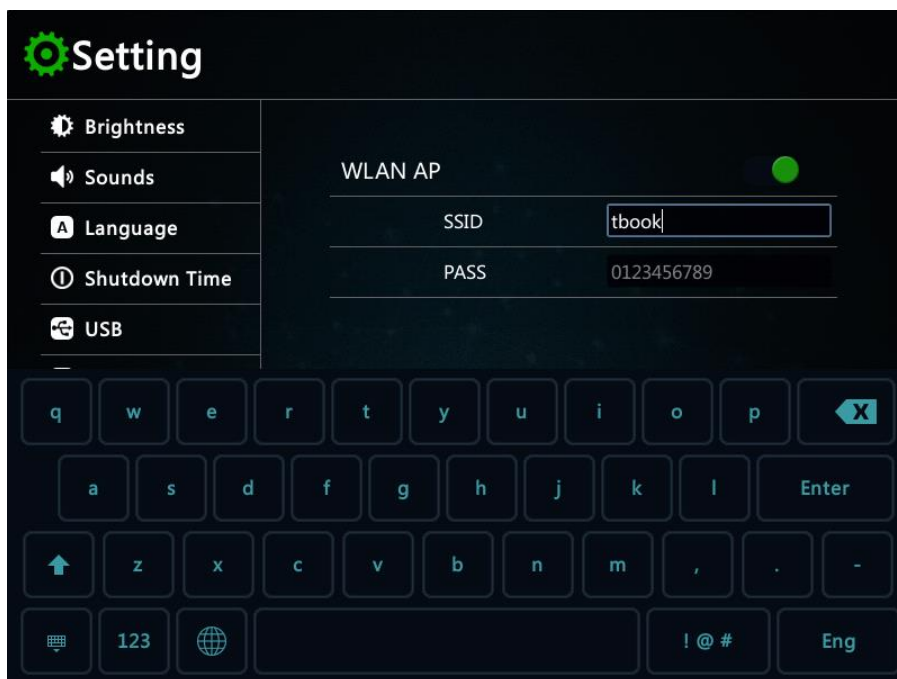 Setting
Brightness
Sounds
A Language
Shutdown Time
USB
WLAN AP
SSID tbook
PASS 0123456789
q w e r t y u i o p X
a s d f g h j k l Enter
z x c v b n m , . -
123 ! @ # Eng